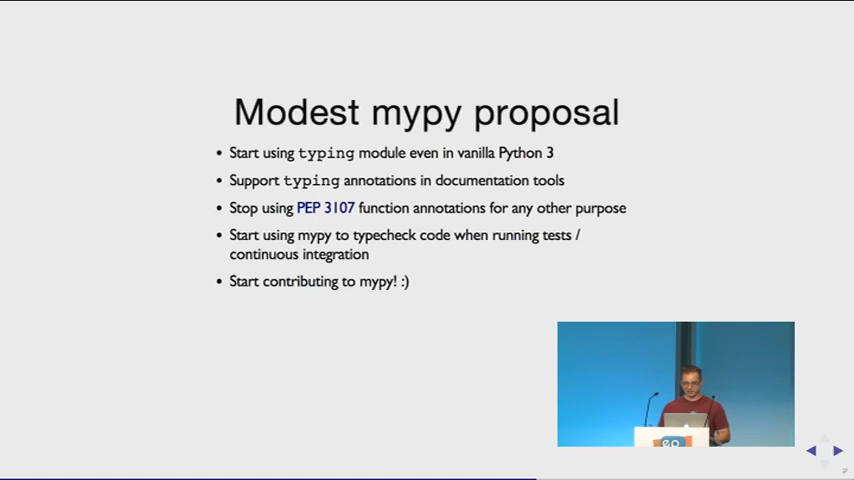 Modest mypy proposal
• Start using typing module even in vanilla Python 3
• Support typing annotations in documentation tools
• Stop using PEP 3107 function annotations for any other purpose
• Start using mypy to typecheck code when running tests /
continuous integration
• Start contributing to mypy! :)
ep
27